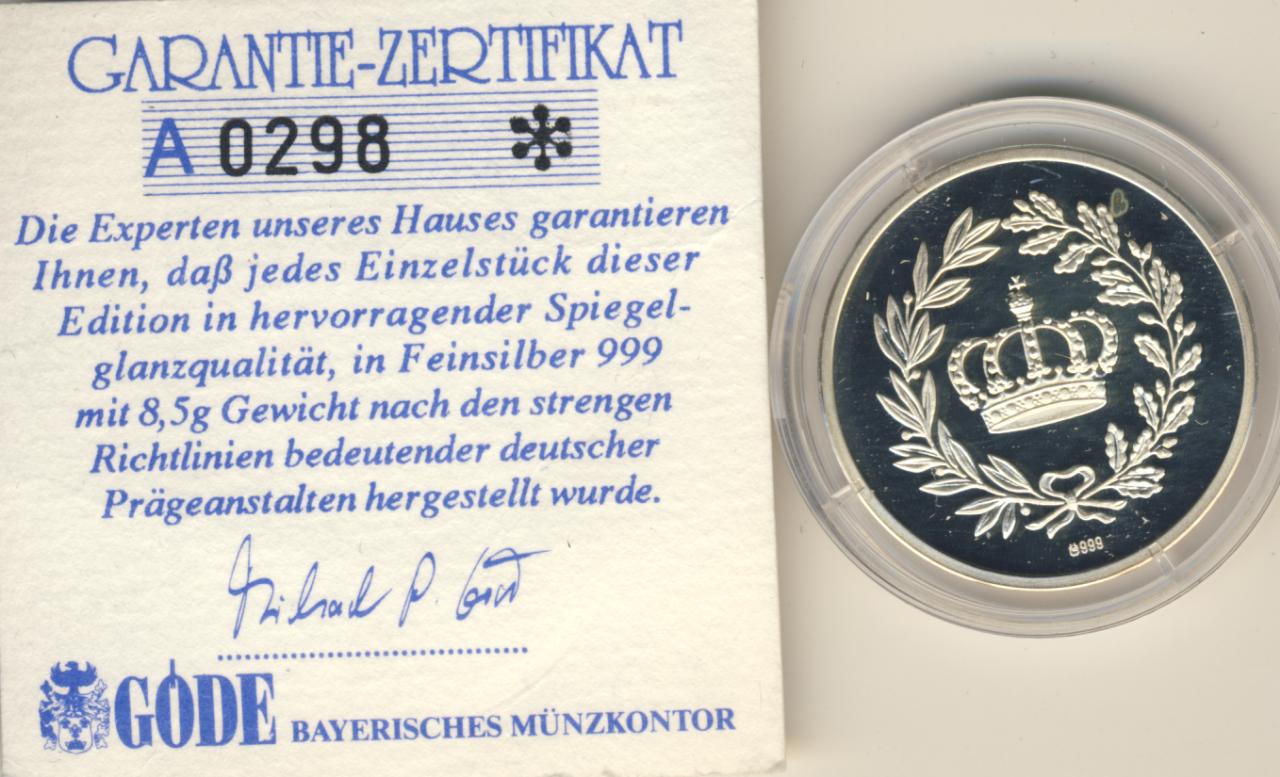 GARANTIE-ZERTIFIKAT
A 0298 *
Die Experten unseres Hauses garantieren
Ihnen, daß jedes Einzelstück dieser
Edition in hervorragender Spiegel-
glanzqualität, in Feinsilber 999
mit 8,5g Gewicht nach den strengen
Richtlinien bedeutender deutscher
Prägeanstalten hergestellt wurde.
GÖDE BAYERISCHES MÜNZKONTOR
999